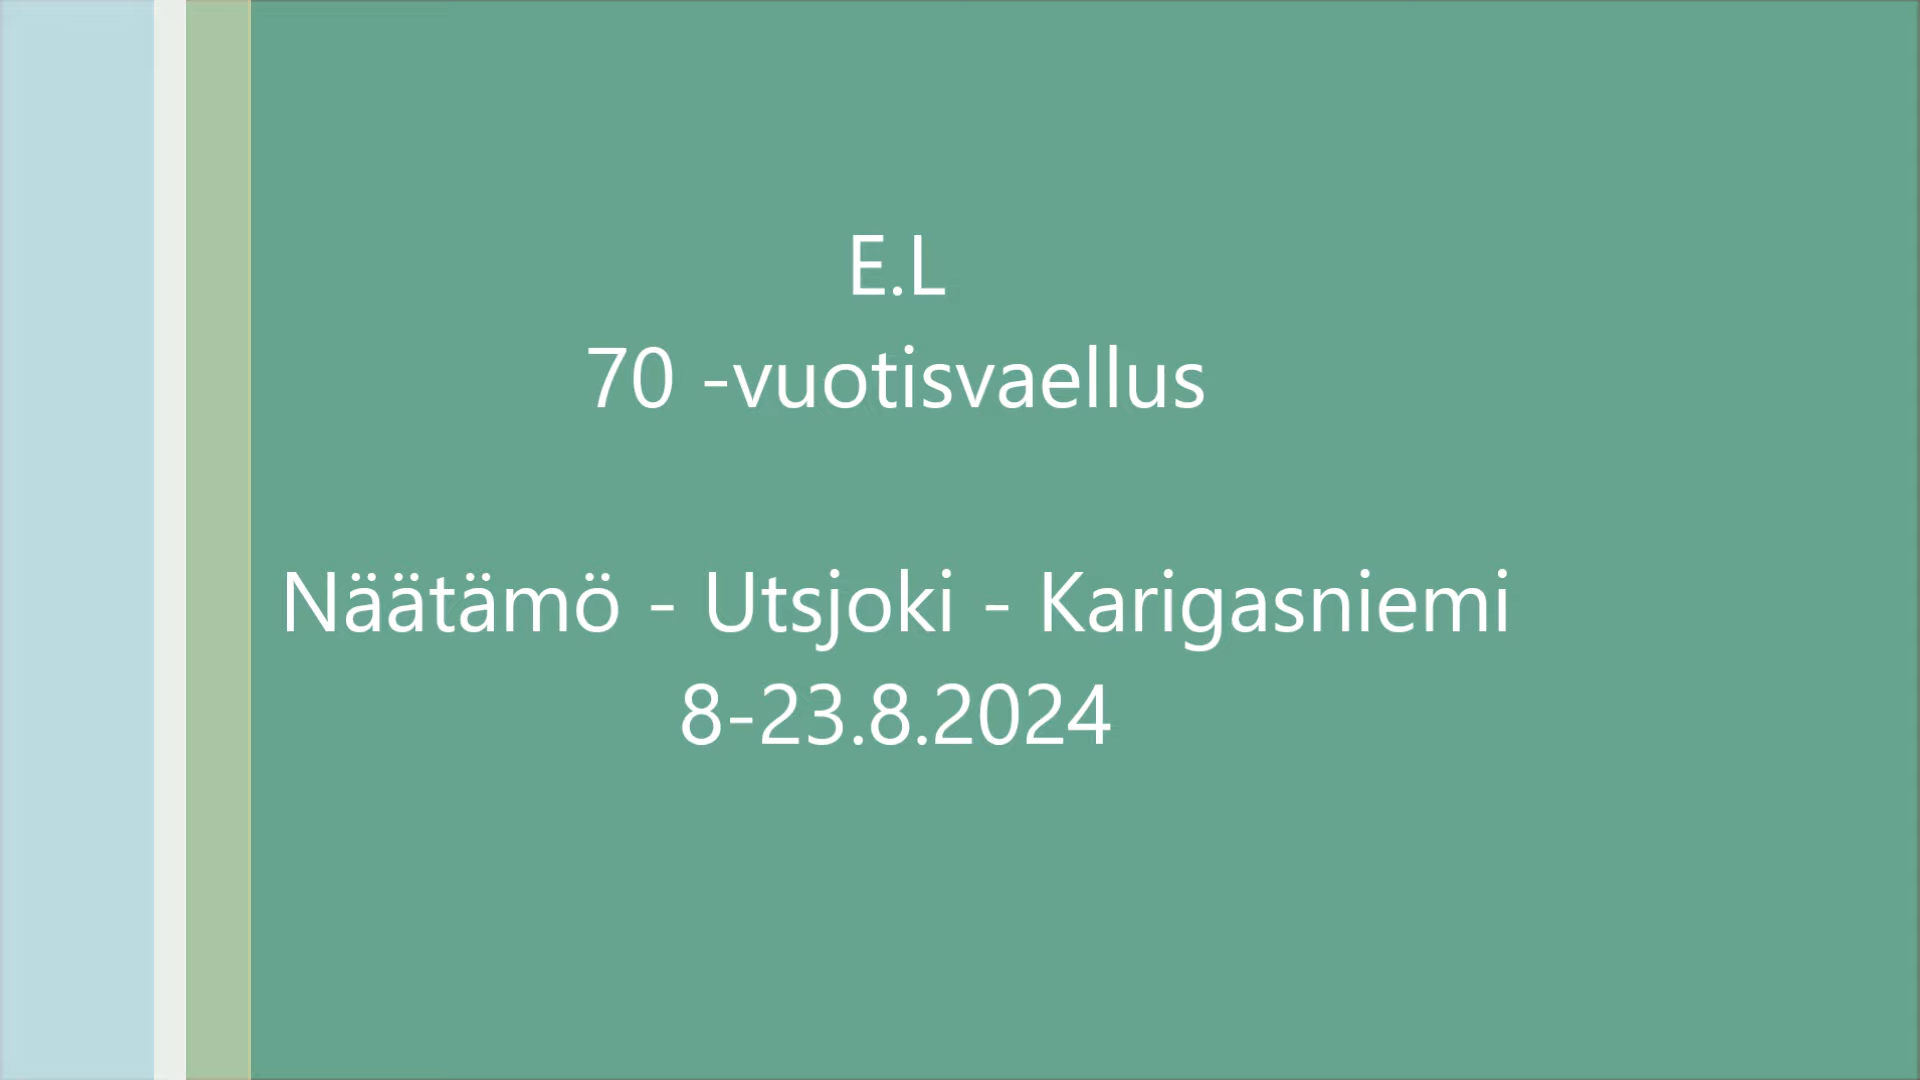 E.L
70 -vuotisvaellus
Näätämö - Utsjoki - Karigasniemi
8-23.8.2024